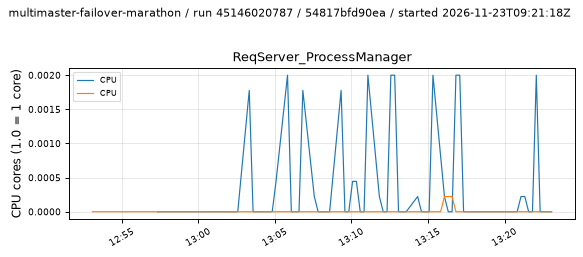 multimaster-failover-marathon / run 45146020787 / 54817bfd90ea / started 2026-11-23T09:21:18Z
ReqServer_ProcessManager
CPU cores (1.0 = 1 core)
0.0020
0.0015
0.0010
0.0005
0.0000
CPU
CPU
12:55
13:00
13:05
13:10
13:15
13:20